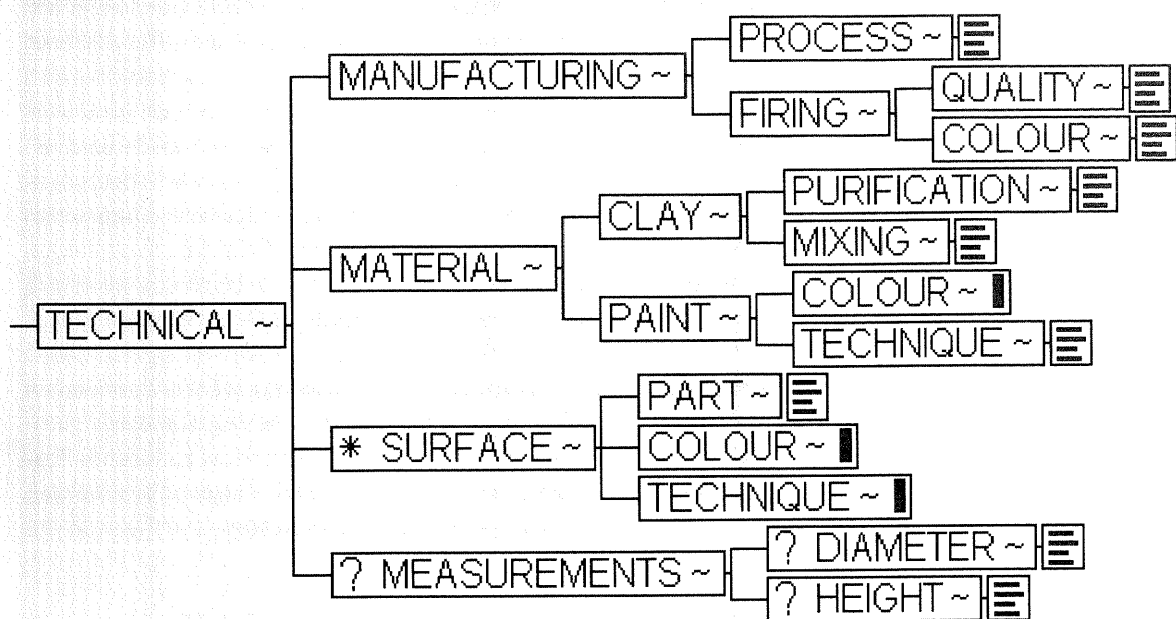 PROCESS ~
MANUFACTURING ~
QUALITY ~
FIRING ~
COLOUR ~
PURIFICATION ~
CLAY ~
MIXING ~
MATERIAL ~
COLOUR ~
PAINT ~
TECHNIQUE ~
TECHNICAL ~
PART ~
* SURFACE ~
COLOUR ~
TECHNIQUE ~
? DIAMETER ~
? MEASUREMENTS ~
? HEIGHT ~